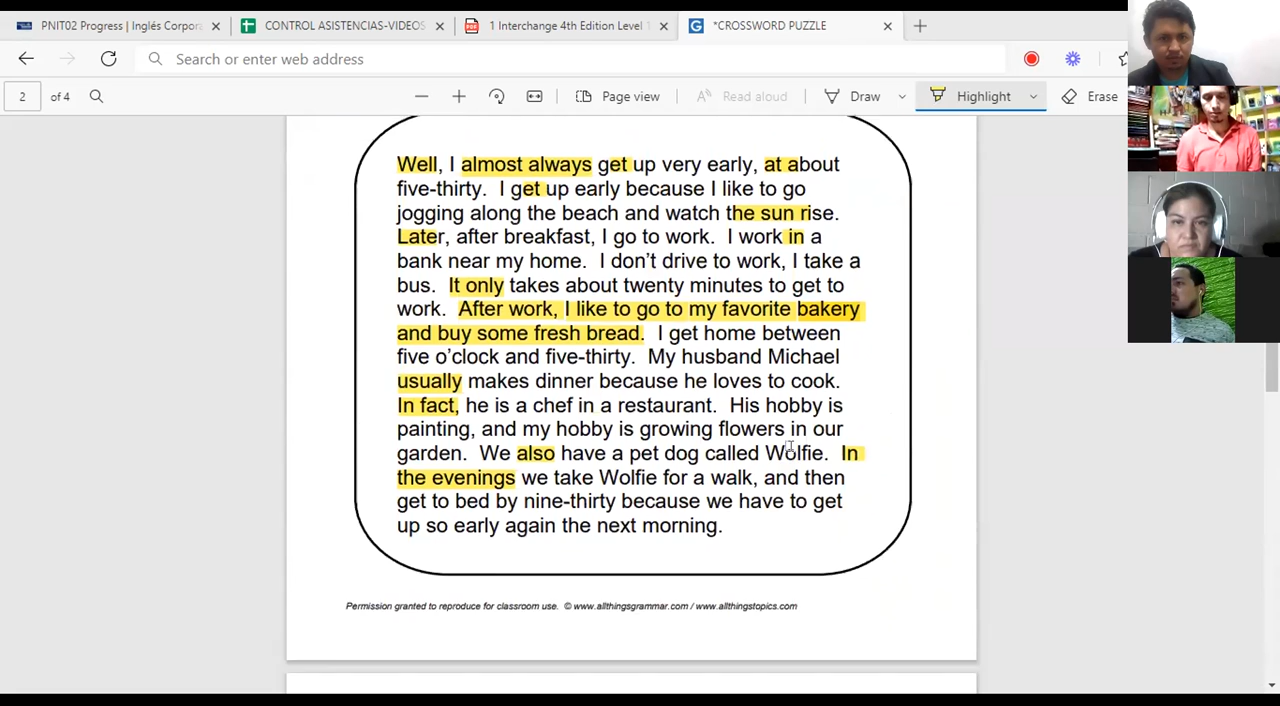 PNIT02 Progress | Inglés Corpora
CONTROL ASISTENCIAS-VIDEOS
1 Interchange 4th Edition Level 1
*CROSSWORD PUZZLE
Search or enter web address
2 of 4
Page view
Read aloud
Draw
Highlight
Erase
Well, I almost always get up very early, at about
five-thirty. I get up early because I like to go
jogging along the beach and watch the sun rise.
Later, after breakfast, I go to work. I work in a
bank near my home. I don’t drive to work, I take a
bus. It only takes about twenty minutes to get to
work. After work, I like to go to my favorite bakery
and buy some fresh bread. I get home between
five o’clock and five-thirty. My husband Michael
usually makes dinner because he loves to cook.
In fact, he is a chef in a restaurant. His hobby is
painting, and my hobby is growing flowers in our
garden. We also have a pet dog called Wolfie. In
the evenings we take Wolfie for a walk, and then
get to bed by nine-thirty because we have to get
up so early again the next morning.
Permission granted to reproduce for classroom use. © www.allthingsgrammar.com / www.allthingstopics.com